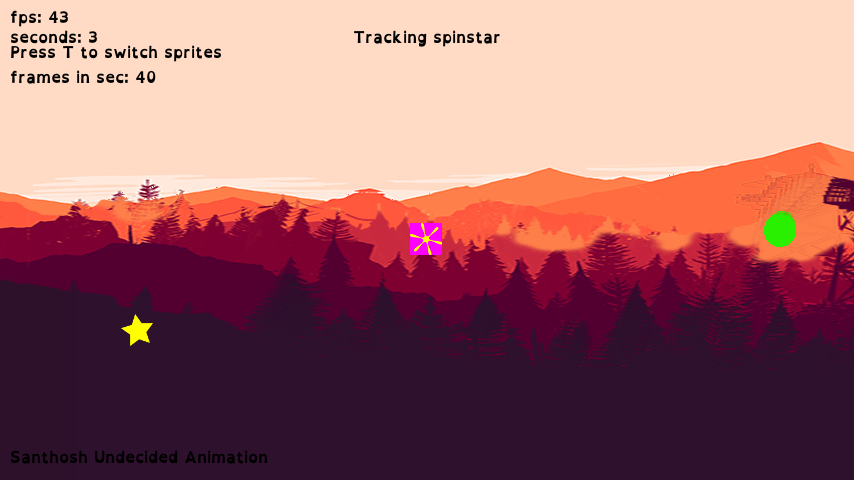 fps: 43
seconds: 3
Press T to switch sprites
frames in sec: 40
Tracking spinstar
Santhosh Undecided Animation